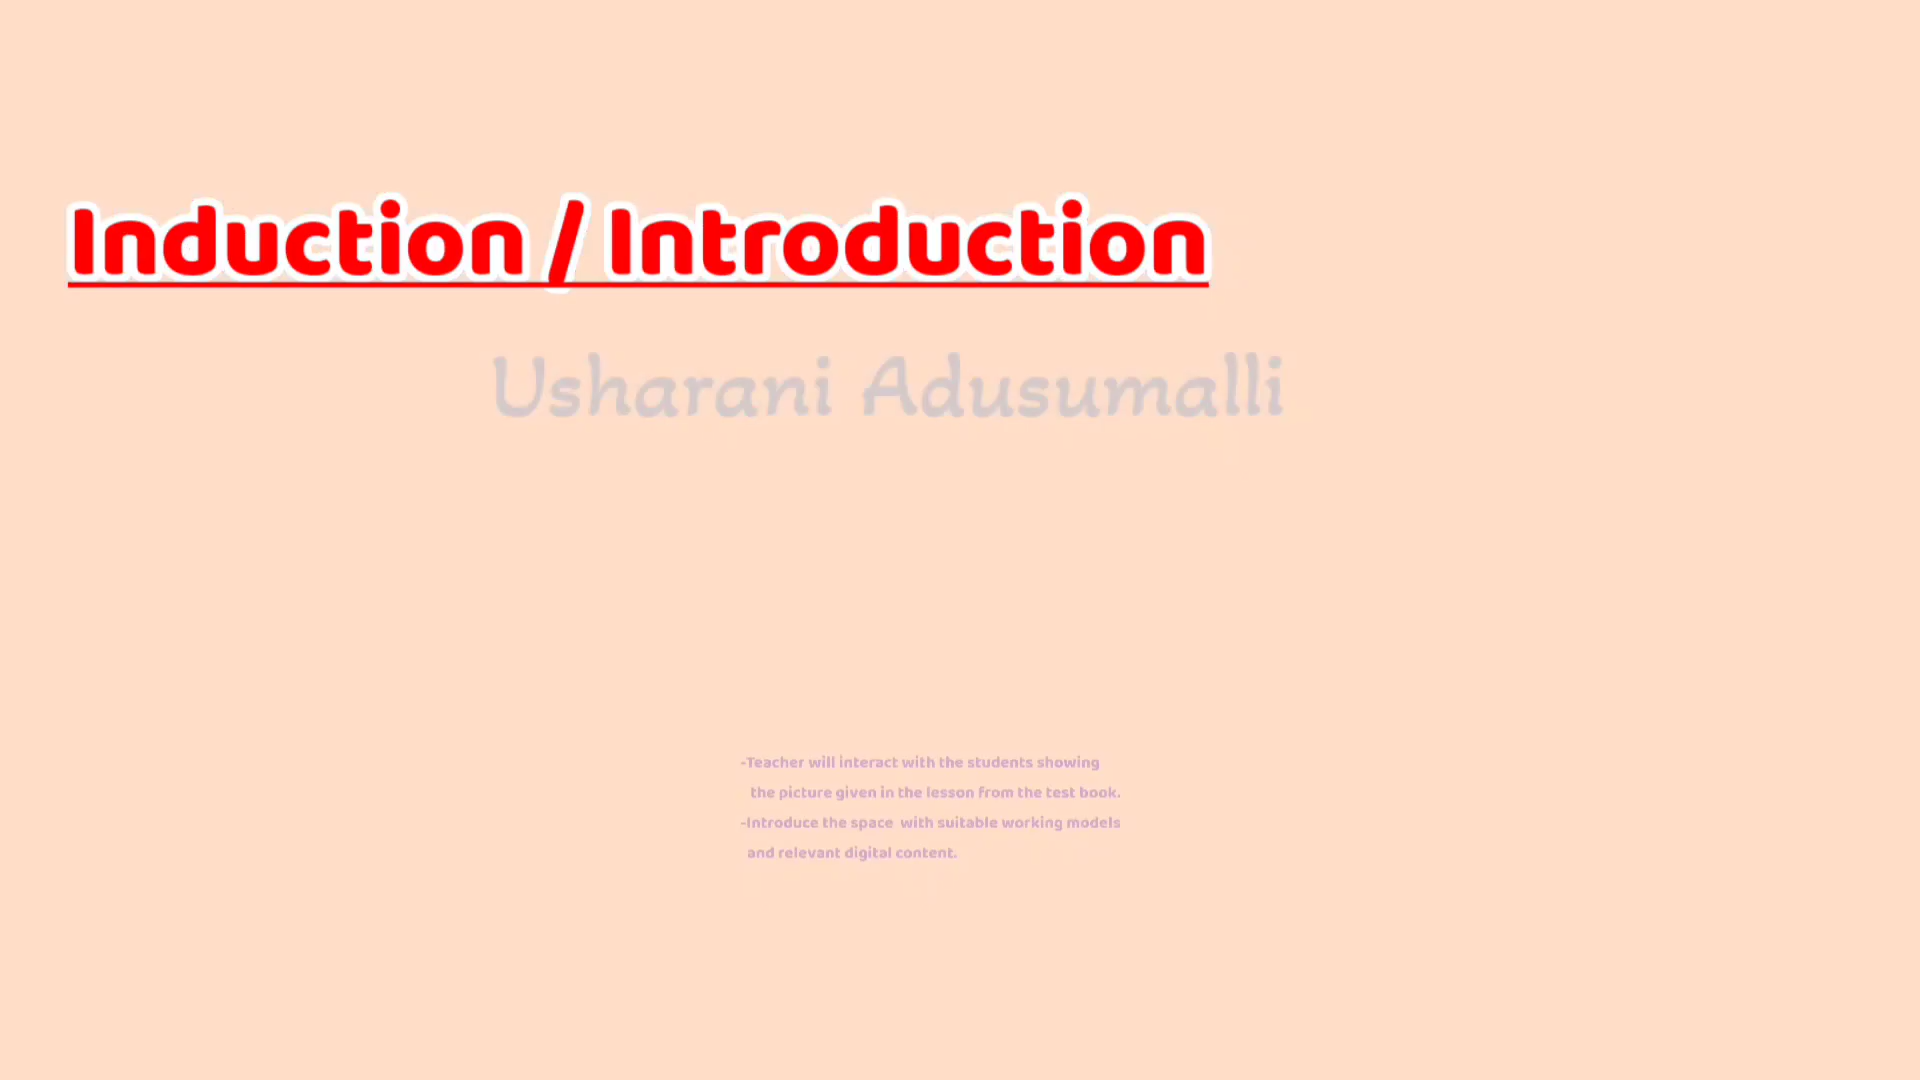 Induction / Introduction
Usharani Adusumalli
-Teacher will interact with the students showing
the picture given in the lesson from the test book.
-Introduce the space with suitable working models
and relevant digital content.